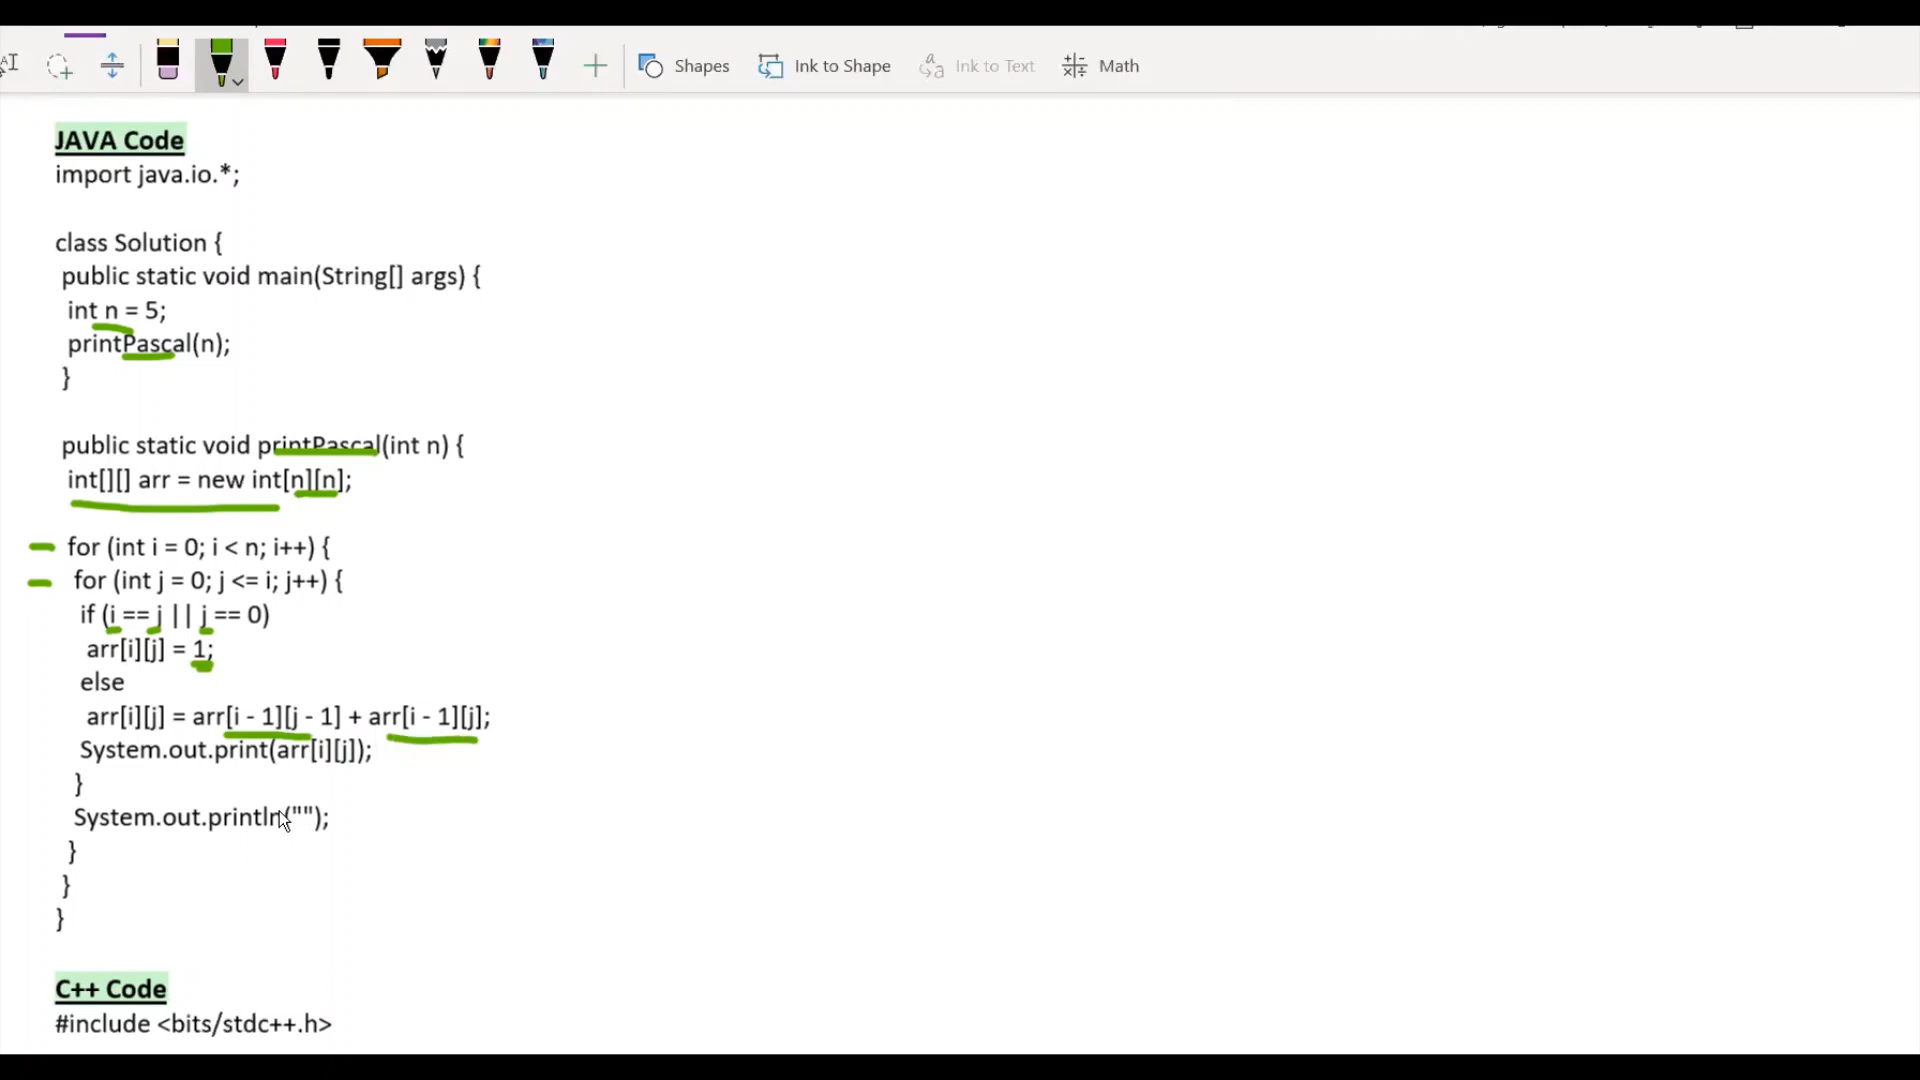 Shapes
Ink to Shape
Ink to Text
Math
JAVA Code
import java.io.*;
class Solution {
public static void main(String[] args) {
int n = 5;
printPascal(n);
}
public static void printPascal(int n) {
int[][] arr = new int[n][n];
for (int i = 0; i < n; i++) {
for (int j = 0; j <= i; j++) {
if (i == j || j == 0)
arr[i][j] = 1;
else
arr[i][j] = arr[i - 1][j - 1] + arr[i - 1][j];
System.out.print(arr[i][j]);
}
System.out.println("");
}
}
}
C++ Code
#include <bits/stdc++.h>